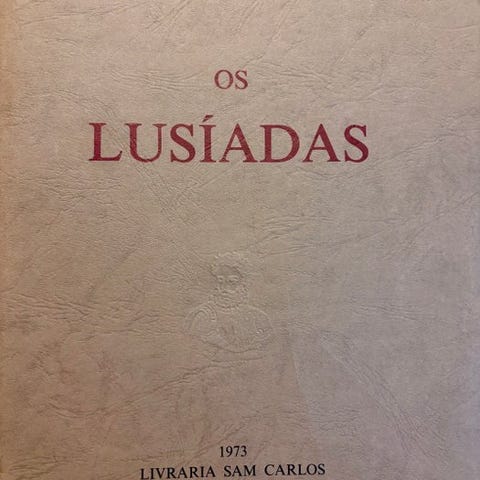 OS
LUSÍADAS
1973
LIVRARIA SAM CARLOS